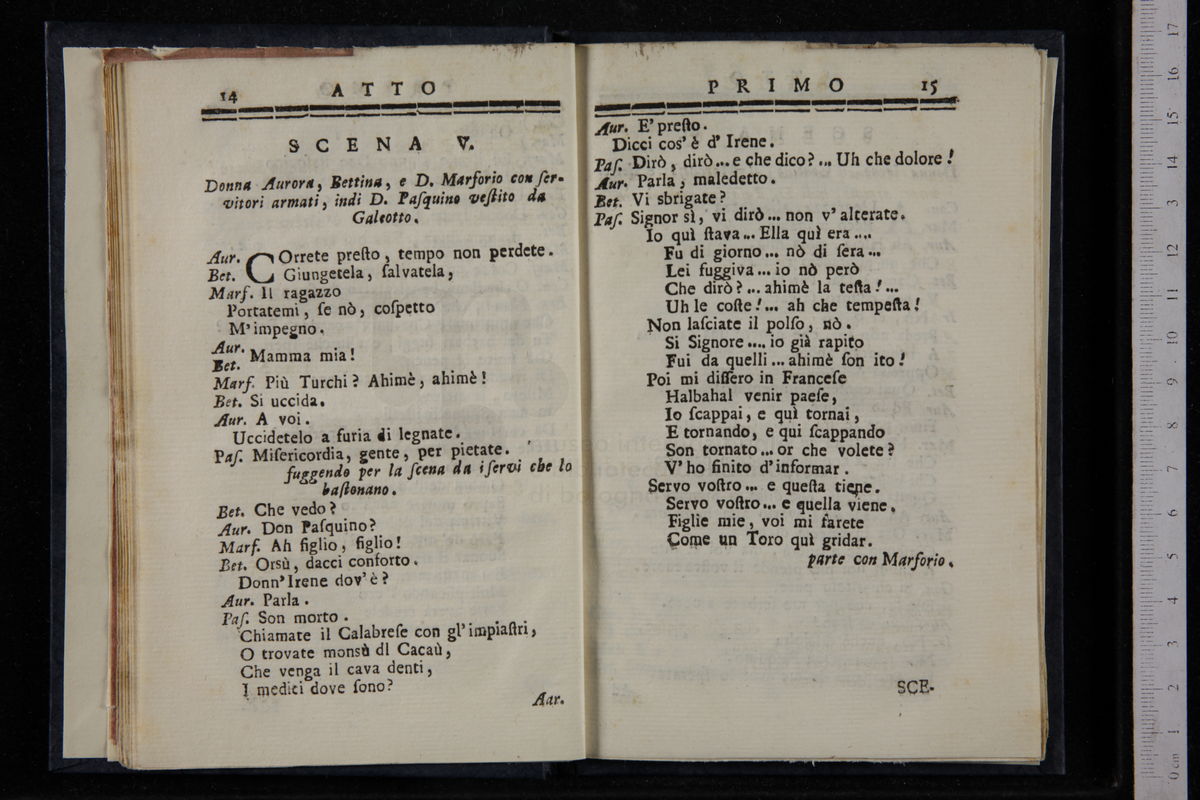 14 ATTO
SCENA V.
Donna Aurora, Bettina, e D. Marforio con ſer-
vitori armati, indi D. Paſquino veſtito da
Galeotto.
Aur. COrrete preſto, tempo non perdete.
Bet. Giungetela, ſalvatela,
Marf. Il ragazzo
Portatemi, ſe nò, coſpetto
M'impegno.
Aur.
Bet. Mamma mia!
Marf. Più Turchi? Ahimè, ahimè!
Bet. Si uccida.
Aur. A voi.
Uccidetelo a furia di legnate.
Paſ. Miſericordia, gente, per pietate.
fuggendo per la ſcena da i ſervi che lo
baſtonano.
Bet. Che vedo?
Aur. Don Paſquino?
Marf. Ah figlio, figlio!
Bet. Orsù, dacci conforto.
Donn'Irene dov'è?
Aur. Parla.
Paſ. Son morto.
Chiamate il Calabreſe con gl'impiaſtri,
O trovate monsù di Cacaù,
Che venga il cava denti,
I medici dove ſono?
Aar.
PRIMO 15
Aur. E' preſto.
Dicci cos' è d' Irene.
Paſ. Dirò, dirò... e che dico? ... Uh che dolore!
Aur. Parla, maledetto.
Bet. Vi sbrigate?
Paſ. Signor sì, vi dirò... non v' alterate.
Io quì ſtava... Ella quì era ....
Fu di giorno... nò di ſera...
Lei fuggiva... io nò però
Che dirò?... ahimè la teſta!...
Uh le coſte!... ah che tempeſta!
Non laſciate il polſo, nò.
Si Signore .... io già rapito
Fui da quelli... ahimè ſon ito!
Poi mi diſſero in Franceſe
Halbahal venir paeſe,
Io ſcappai, e quì tornai,
E tornando, e qui ſcappando
Son tornato... or che volete?
V' ho finito d'informar.
Servo voſtro... e queſta tiene.
Servo voſtro... e quella viene.
Figlie mie, voi mi farete
Come un Toro quì gridar.
parte con Marforio.
SCE-